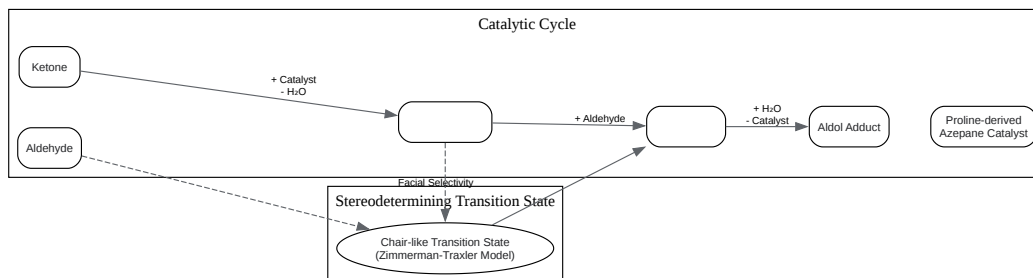 Catalytic Cycle
Ketone
+ Catalyst
- H₂O
+ Aldehyde
+ H₂O
- Catalyst
Aldol Adduct
Proline-derived
Azepane Catalyst
Aldehyde
Facial Selectivity
Stereodetermining Transition State
Chair-like Transition State
(Zimmerman-Traxler Model)